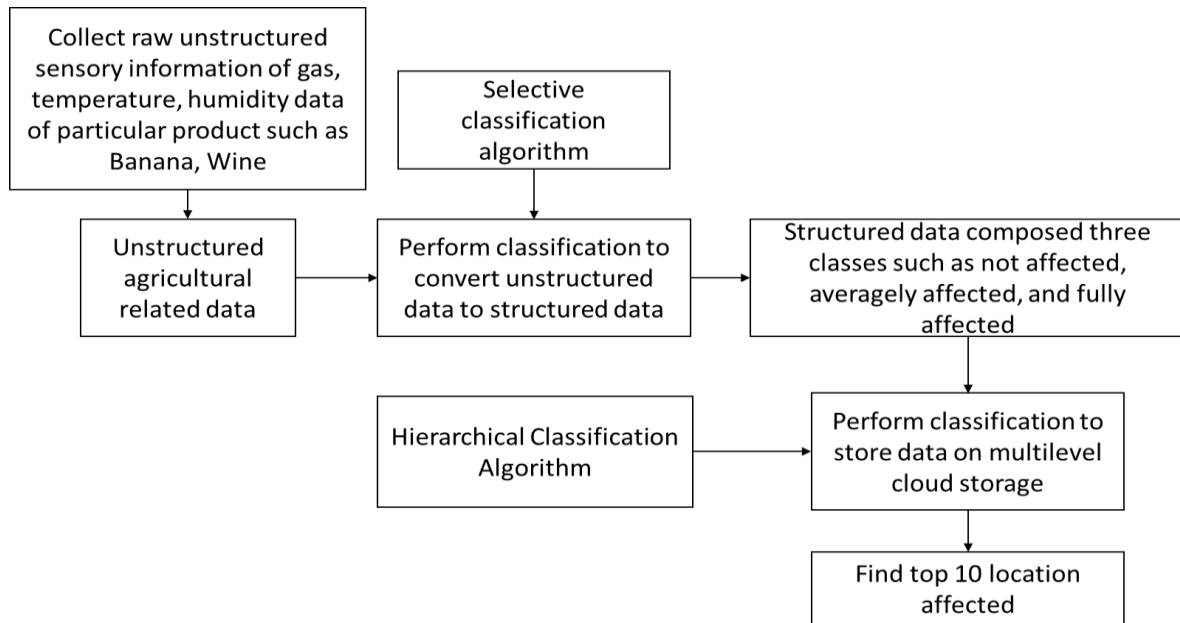 Collect raw unstructured
sensory information of gas,
temperature, humidity data
of particular product such as
Banana, Wine
Selective
classification
algorithm
Unstructured
agricultural
related data
Perform classification to
convert unstructured
data to structured data
Structured data composed three
classes such as not affected,
averagely affected, and fully
affected
Hierarchical Classification
Algorithm
Perform classification to
store data on multilevel
cloud storage
Find top 10 location
affected